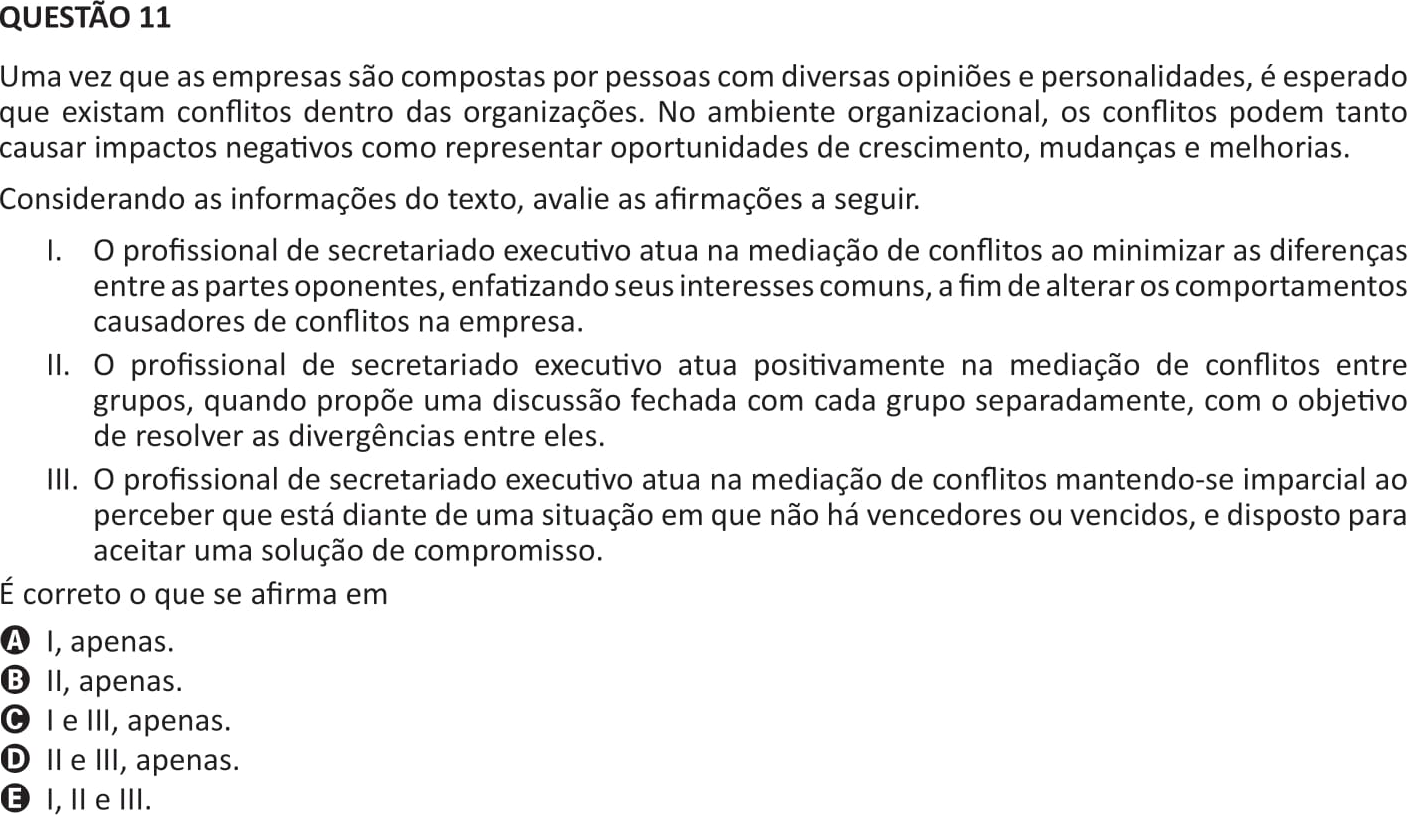 QUESTÃO 11
Uma vez que as empresas são compostas por pessoas com diversas opiniões e personalidades, é esperado
que existam conflitos dentro das organizações. No ambiente organizacional, os conflitos podem tanto
causar impactos negativos como representar oportunidades de crescimento, mudanças e melhorias.
Considerando as informações do texto, avalie as afirmações a seguir.
I. O profissional de secretariado executivo atua na mediação de conflitos ao minimizar as diferenças
entre as partes oponentes, enfatizando seus interesses comuns, a fim de alterar os comportamentos
causadores de conflitos na empresa.
II. O profissional de secretariado executivo atua positivamente na mediação de conflitos entre
grupos, quando propõe uma discussão fechada com cada grupo separadamente, com o objetivo
de resolver as divergências entre eles.
III. O profissional de secretariado executivo atua na mediação de conflitos mantendo-se imparcial ao
perceber que está diante de uma situação em que não há vencedores ou vencidos, e disposto para
aceitar uma solução de compromisso.
É correto o que se afirma em
A I, apenas.
B II, apenas.
C I e III, apenas.
D II e III, apenas.
E I, II e III.